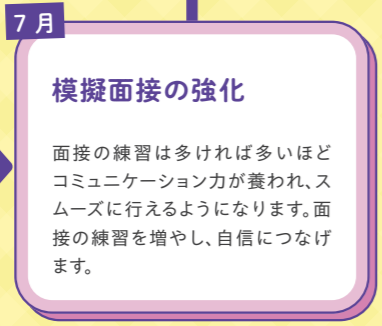 7月
模擬面接の強化
面接の練習は多ければ多いほど
コミュニケーション力が養われ、ス
ムーズに行えるようになります。面
接の練習を増やし、自信につなげ
ます。